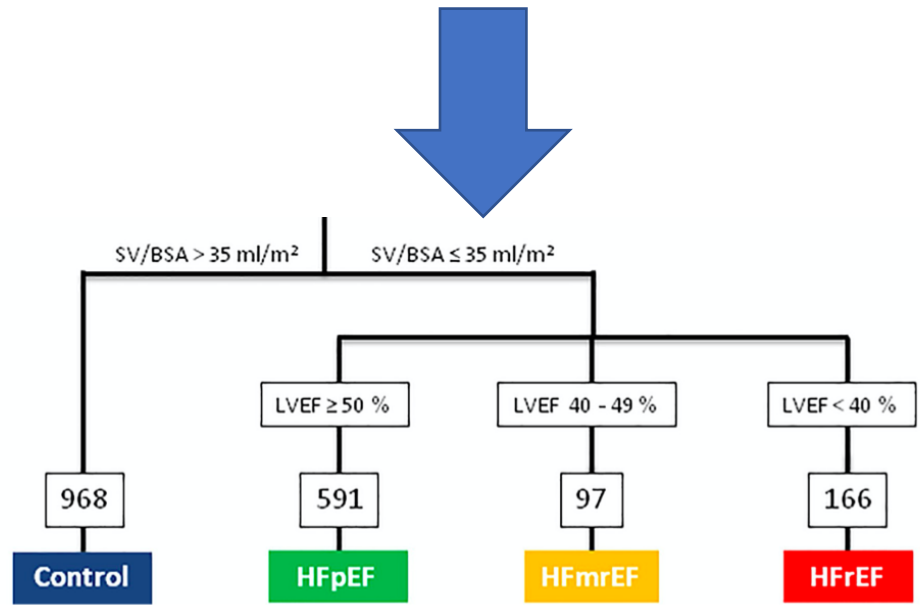 SV/BSA > 35 ml/m²
SV/BSA ≤ 35 ml/m²
LVEF ≥ 50 %
LVEF 40 - 49 %
LVEF < 40 %
968
591
97
166
Control
HFpEF
HFmrEF
HFrEF